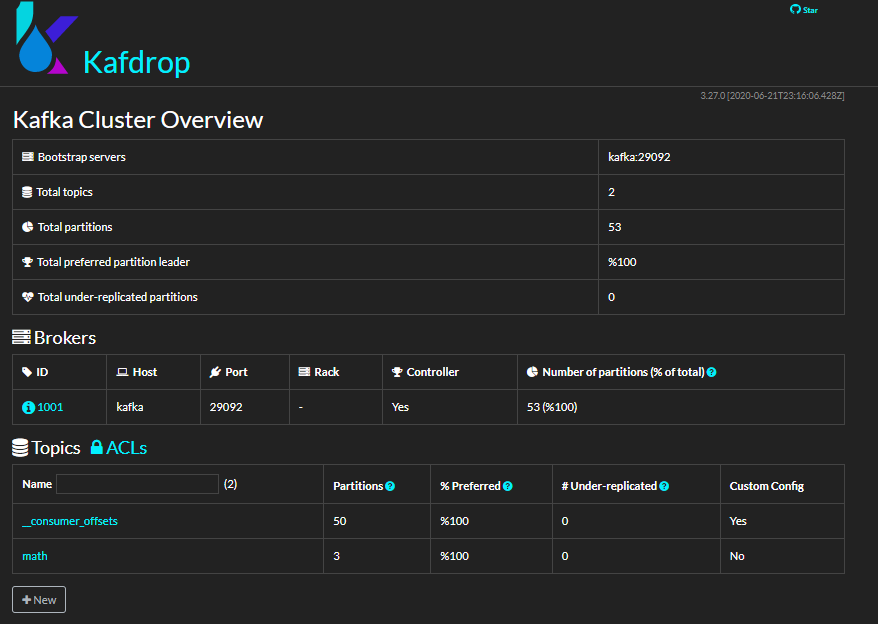 Star
Kafdrop
3.27.0 [2020-06-21T23:16:06.428Z]
Kafka Cluster Overview
Bootstrap servers kafka:29092
Total topics 2
Total partitions 53
Total preferred partition leader %100
Total under-replicated partitions 0
Brokers
ID Host Port Rack Controller Number of partitions (% of total)
1001 kafka 29092 - Yes 53 (%100)
Topics ACLs
Name (2) Partitions % Preferred # Under-replicated Custom Config
__consumer_offsets 50 %100 0 Yes
math 3 %100 0 No
New